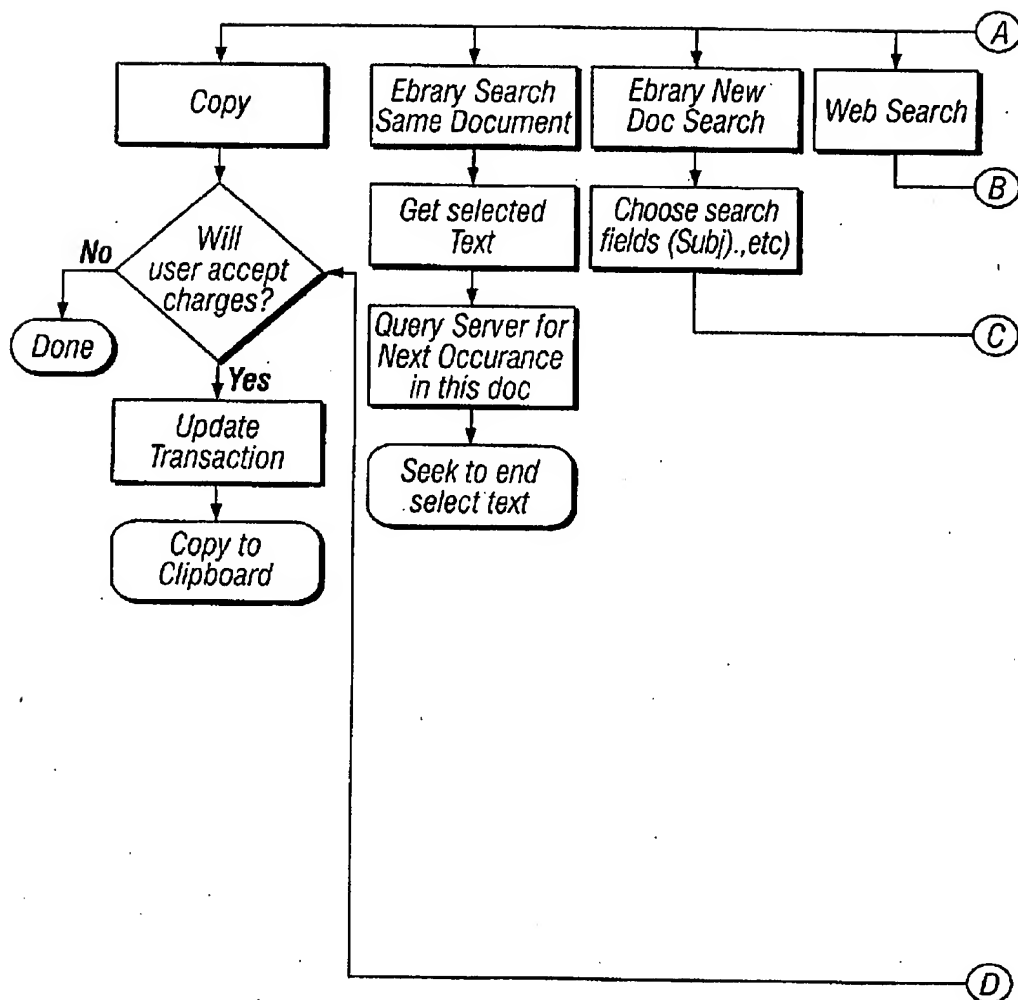 A
Copy
Ebrary Search
Same Document
Ebrary New
Doc Search
Web Search
B
Get selected
Text
Choose search
fields (Subj).,etc)
Will
user accept
charges?
No
Done
Query Server for
Next Occurance
in this doc
C
Yes
Update
Transaction
Seek to end
select text
Copy to
Clipboard
D